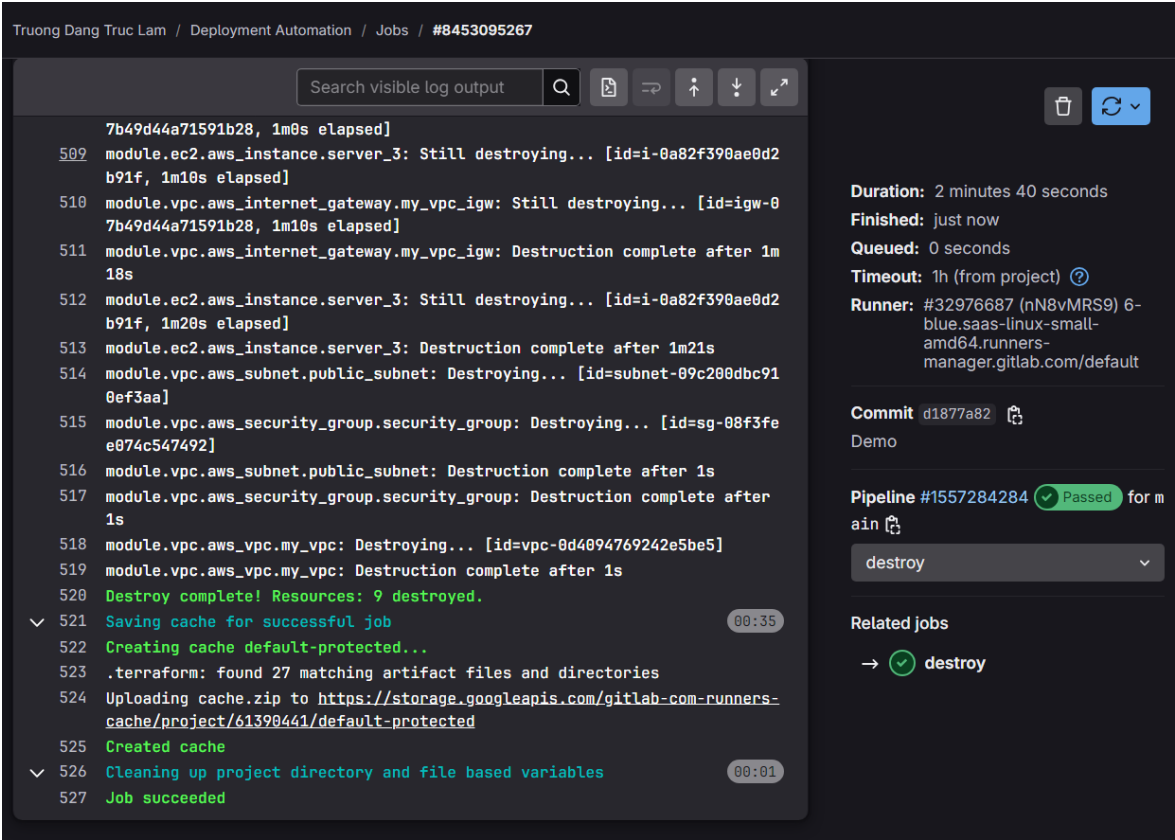 Truong Dang Truc Lam / Deployment Automation / Jobs / #8453095267
Search visible log output
7b49d44a71591b28, 1m0s elapsed]
509 module.ec2.aws_instance.server_3: Still destroying... [id=i-0a82f390ae0d2
b91f, 1m10s elapsed]
510 module.vpc.aws_internet_gateway.my_vpc_igw: Still destroying... [id=igw-0
7b49d44a71591b28, 1m10s elapsed]
511 module.vpc.aws_internet_gateway.my_vpc_igw: Destruction complete after 1m
18s
512 module.ec2.aws_instance.server_3: Still destroying... [id=i-0a82f390ae0d2
b91f, 1m20s elapsed]
513 module.ec2.aws_instance.server_3: Destruction complete after 1m21s
514 module.vpc.aws_subnet.public_subnet: Destroying... [id=subnet-09c200dbc91
0ef3aa]
515 module.vpc.aws_security_group.security_group: Destroying... [id=sg-08f3fe
e074c547492]
516 module.vpc.aws_subnet.public_subnet: Destruction complete after 1s
517 module.vpc.aws_security_group.security_group: Destruction complete after
1s
518 module.vpc.aws_vpc.my_vpc: Destroying... [id=vpc-0d4094769242e5be5]
519 module.vpc.aws_vpc.my_vpc: Destruction complete after 1s
520 Destroy complete! Resources: 9 destroyed.
521 Saving cache for successful job 00:35
522 Creating cache default-protected...
523 .terraform: found 27 matching artifact files and directories
524 Uploading cache.zip to https://storage.googleapis.com/gitlab-com-runners-
cache/project/61390441/default-protected
525 Created cache
526 Cleaning up project directory and file based variables 00:01
527 Job succeeded
Duration: 2 minutes 40 seconds
Finished: just now
Queued: 0 seconds
Timeout: 1h (from project)
Runner: #32976687 (nN8vMRS9) 6-
blue.saas-linux-small-
amd64.runners-
manager.gitlab.com/default
Commit d1877a82
Demo
Pipeline #1557284284 Passed for m
ain
destroy
Related jobs
→ destroy